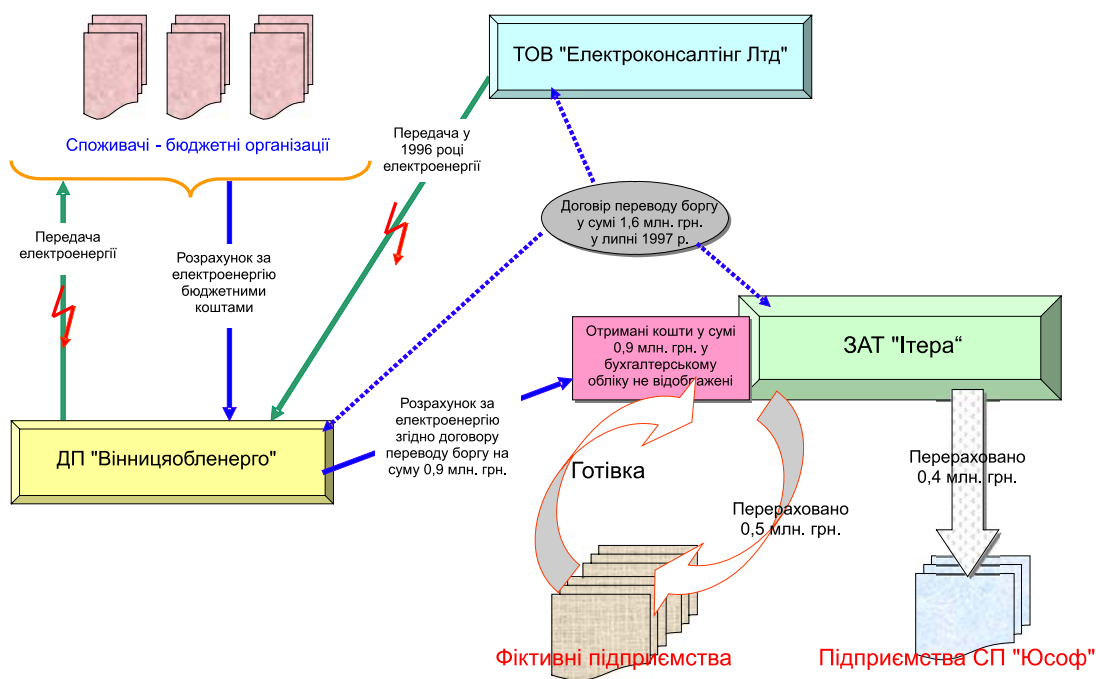 ТОВ "Електроконсалтінг Лтд"
Споживачі - бюджетні організації
Передача у
1996 році
електроенергії
Договір переводу боргу
у сумі 1,6 млн. грн.
у липні 1997 р.
Передача
електроенергії
Розрахунок за
електроенергію
бюджетними
коштами
Отримані кошти у сумі
0,9 млн. грн. у
бухгалтерському
обліку не відображені
ЗАТ "Ітера“
ДП "Вінницяобленерго"
Розрахунок за
електроенергію
згідно договору
переводу боргу на
суму 0,9 млн. грн.
Готівка
Перераховано
0,5 млн. грн.
Перераховано
0,4 млн. грн.
Фіктивні підприємства
Підприємства СП "Юсоф"